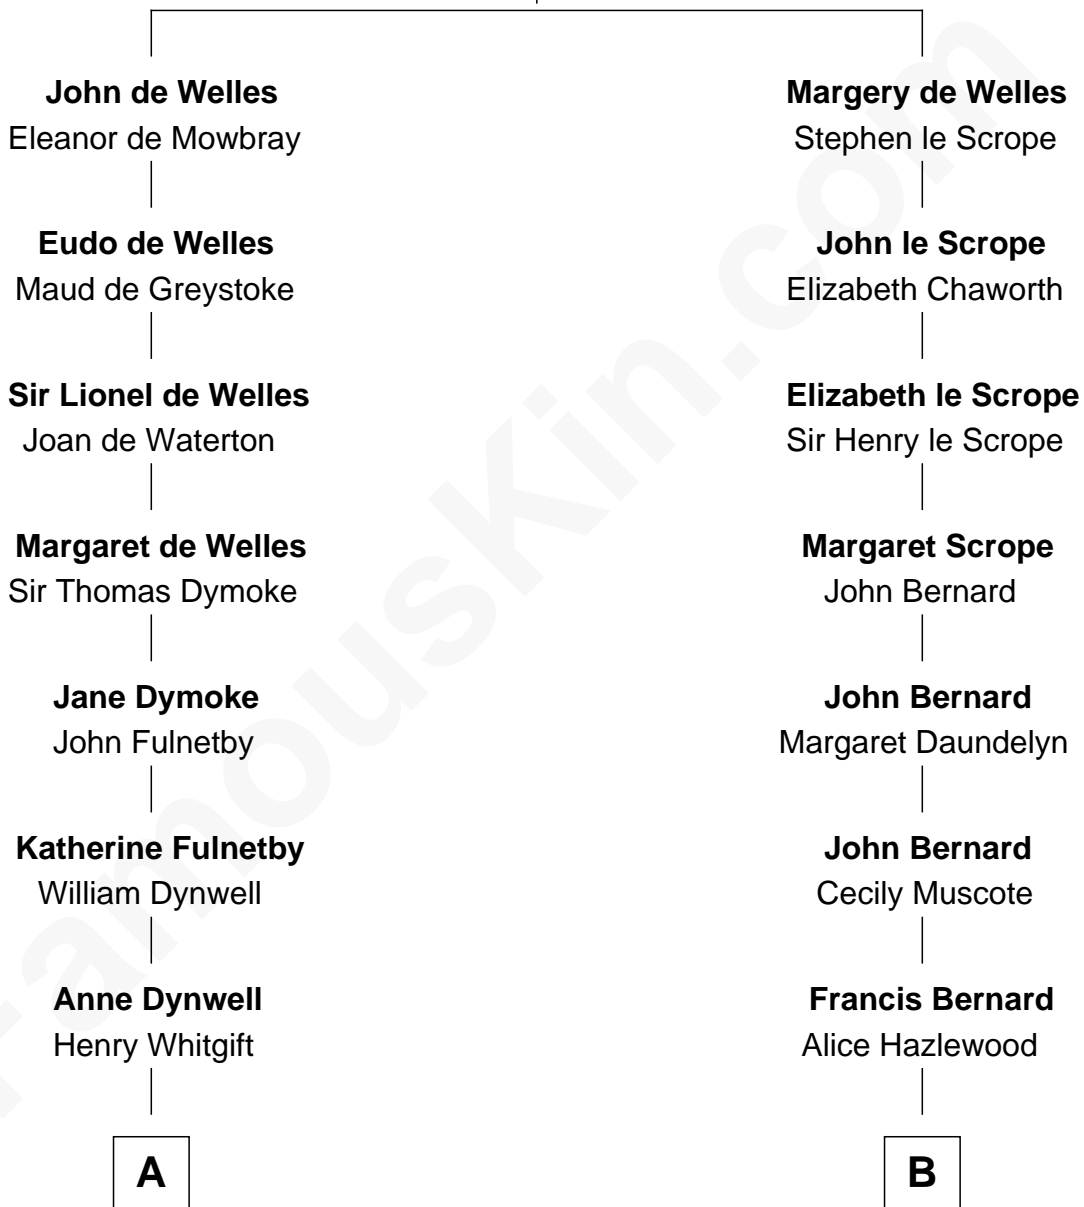 John de Welles
Eleanor de Mowbray
Eudo de Welles
Maud de Greystoke
Sir Lionel de Welles
Joan de Waterton
Margaret de Welles
Sir Thomas Dymoke
Jane Dymoke
John Fulnetby
Katherine Fulnetby
William Dynwell
Anne Dynwell
Henry Whitgift
A
Margery de Welles
Stephen le Scrope
John le Scrope
Elizabeth Chaworth
Elizabeth le Scrope
Sir Henry le Scrope
Margaret Scrope
John Bernard
John Bernard
Margaret Daundelyn
John Bernard
Cecily Muscote
Francis Bernard
Alice Hazlewood
B
FamousKin.com